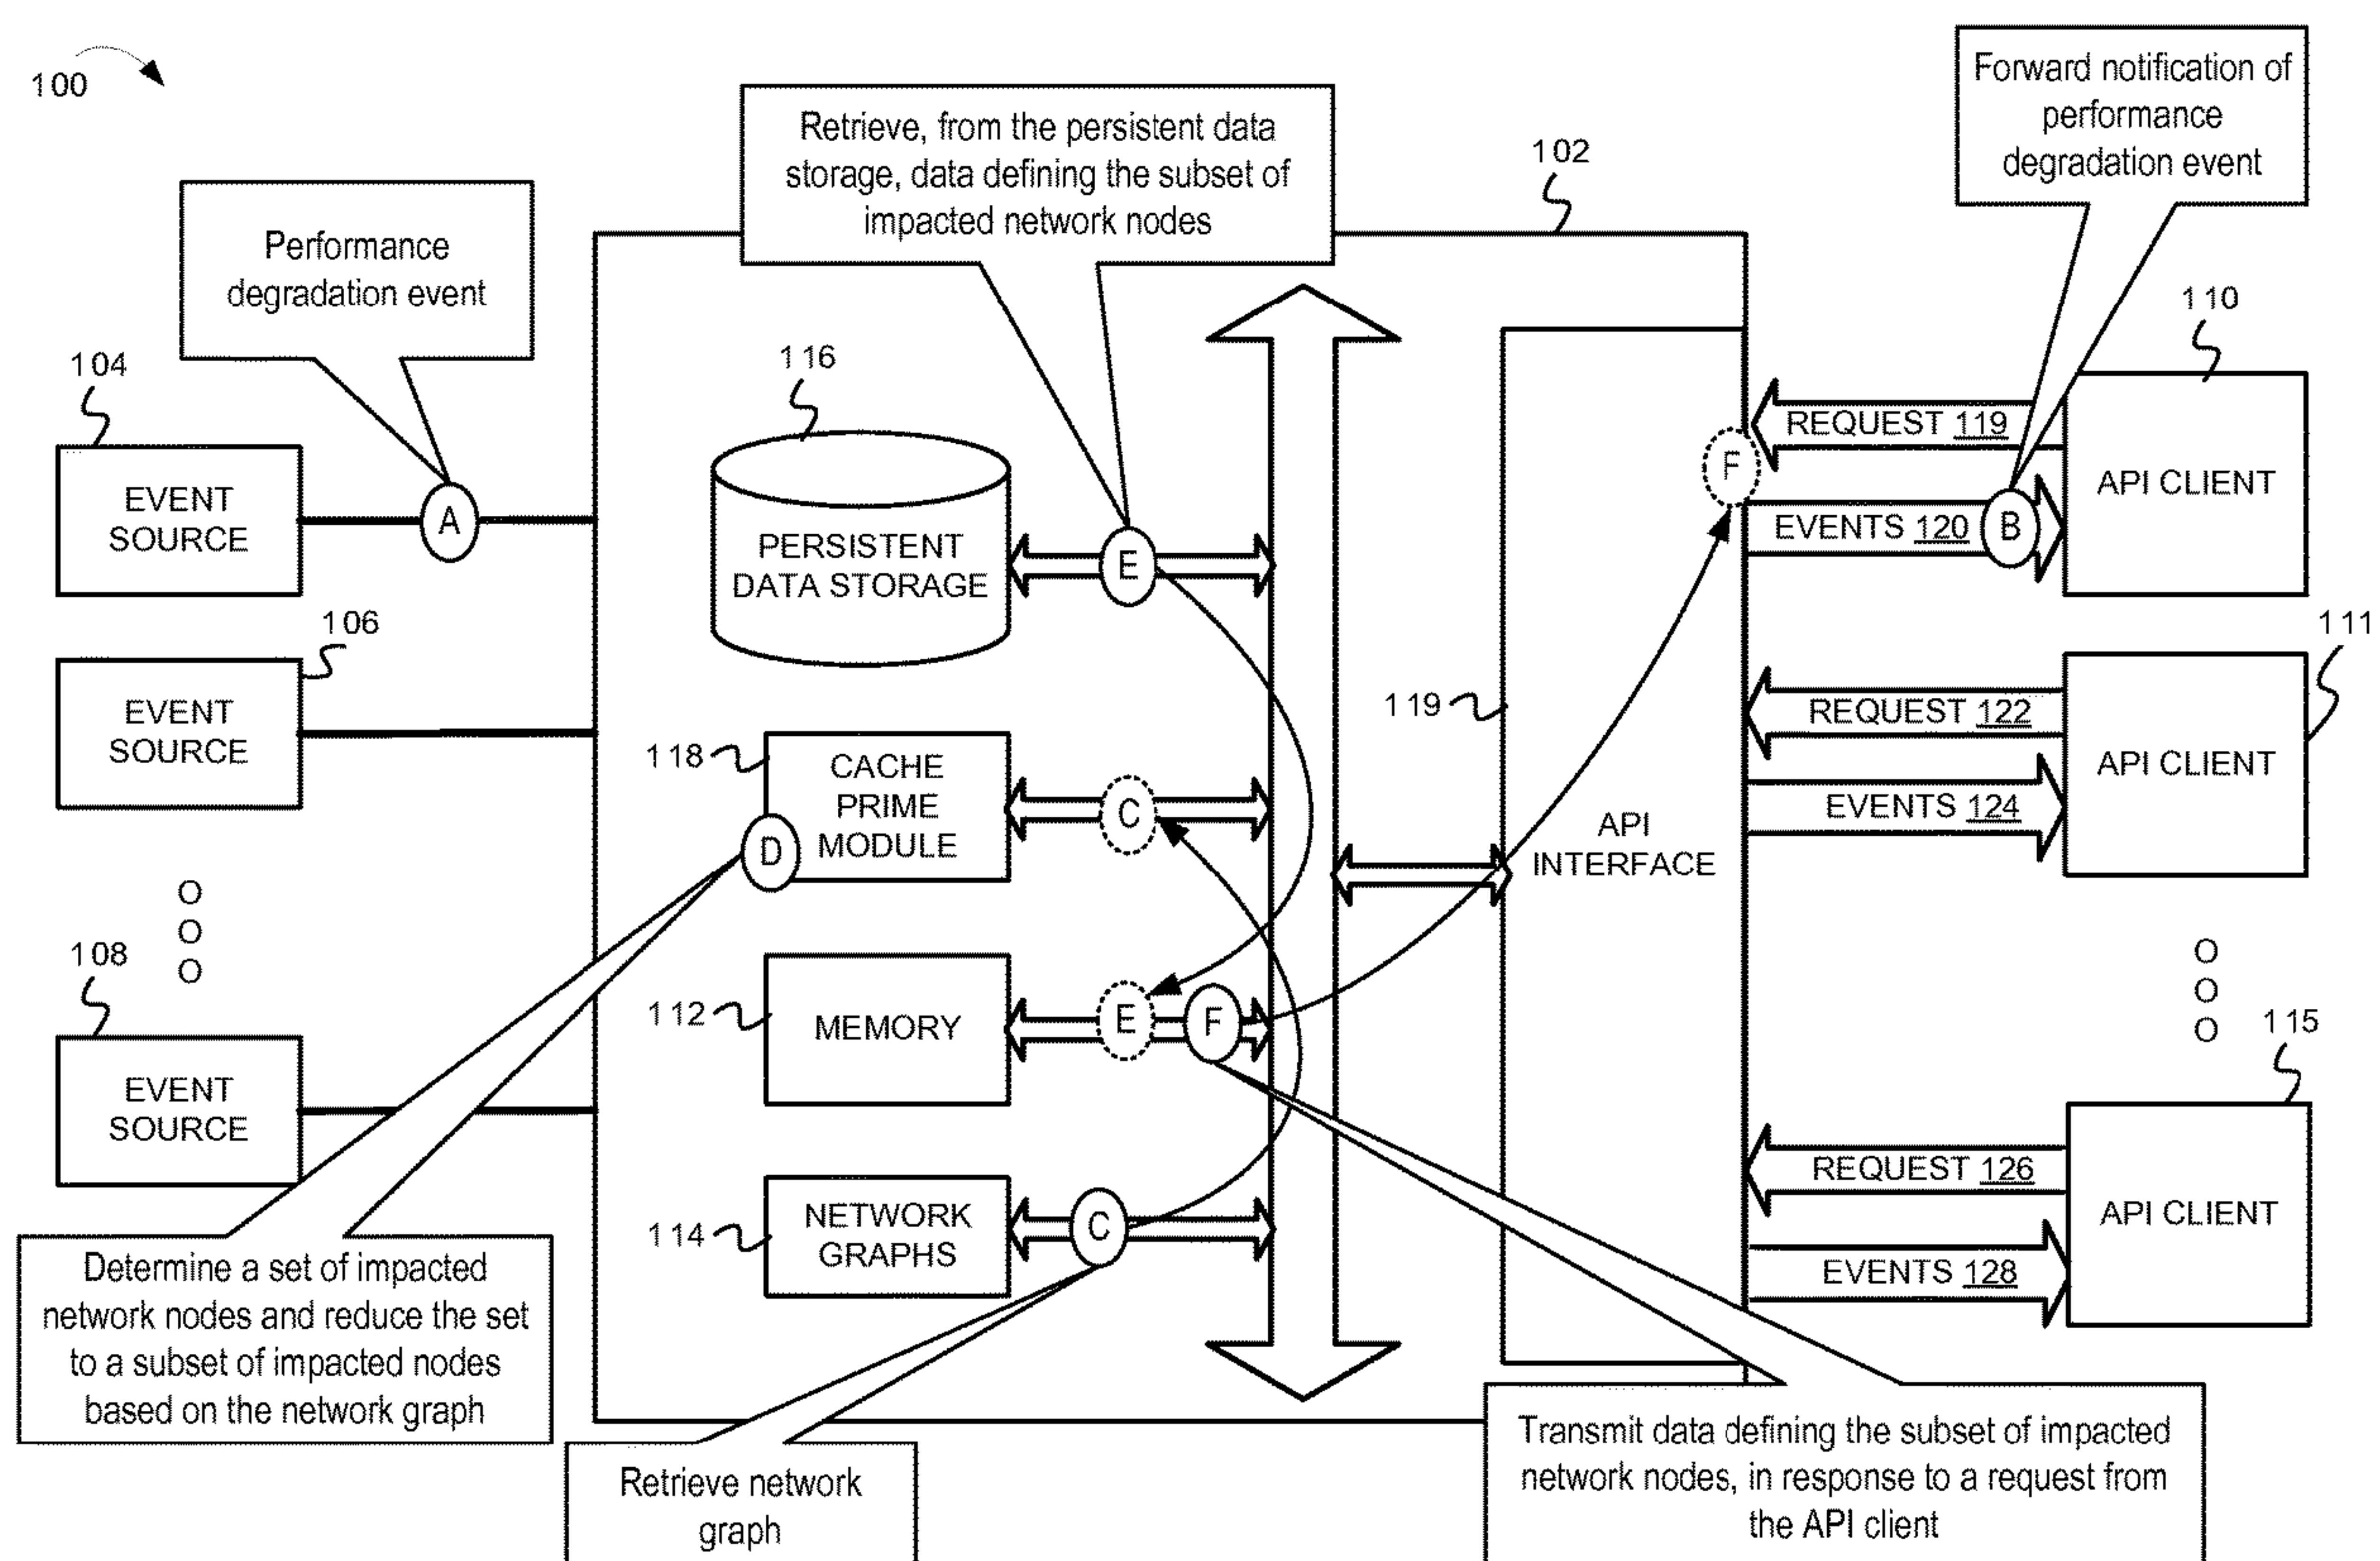 100
Performance
degradation event
Retrieve, from the persistent data
storage, data defining the subset of
impacted network nodes
102
Forward notification of
performance
degradation event
104
EVENT
SOURCE
A
106
EVENT
SOURCE
O
O
O
108
EVENT
SOURCE
116
PERSISTENT
DATA STORAGE
E
118
CACHE
PRIME
MODULE
D
C
112
MEMORY
E
F
114
NETWORK
GRAPHS
C
119
API
INTERFACE
F
110
REQUEST 119
EVENTS 120
B
API CLIENT
111
REQUEST 122
EVENTS 124
API CLIENT
O
O
O
115
REQUEST 126
EVENTS 128
API CLIENT
Determine a set of impacted
network nodes and reduce the set
to a subset of impacted nodes
based on the network graph
Retrieve network
graph
Transmit data defining the subset of impacted
network nodes, in response to a request from
the API client